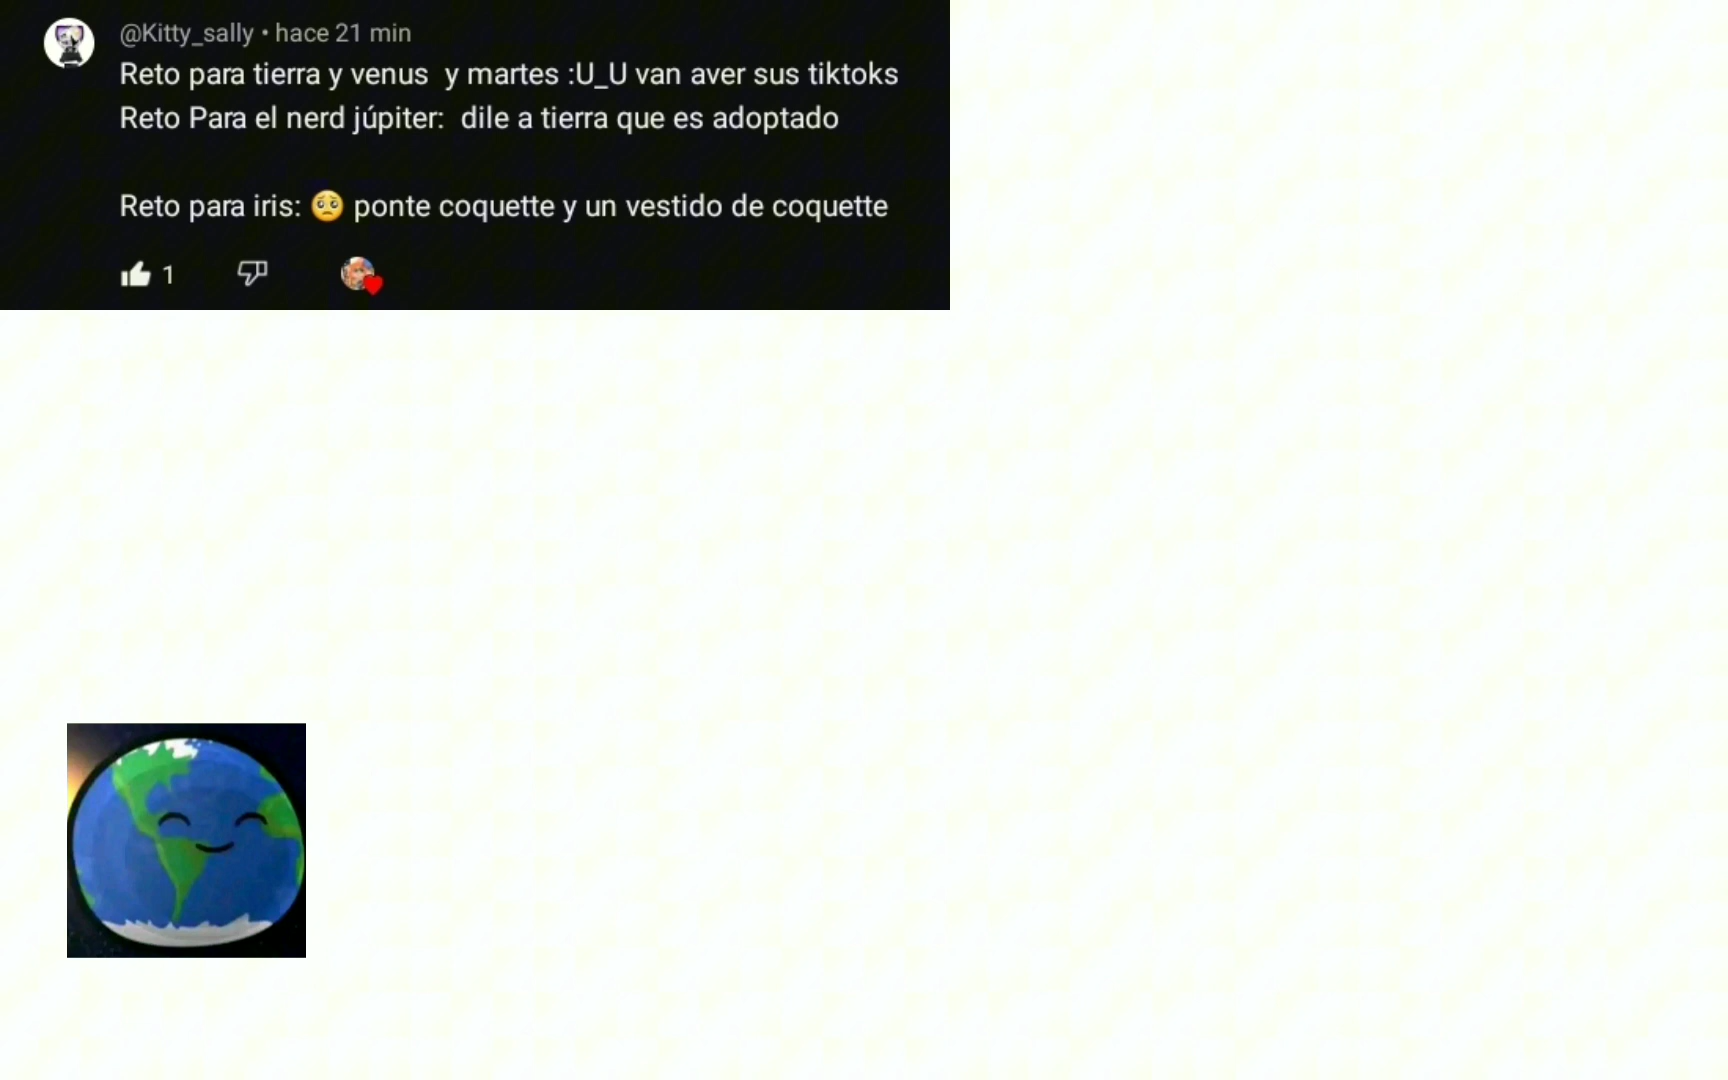 @Kitty_sally • hace 21 min
Reto para tierra y venus  y martes :U_U van aver sus tiktoks
Reto Para el nerd júpiter:  dile a tierra que es adoptado
Reto para iris: 🥺 ponte coquette y un vestido de coquette
1